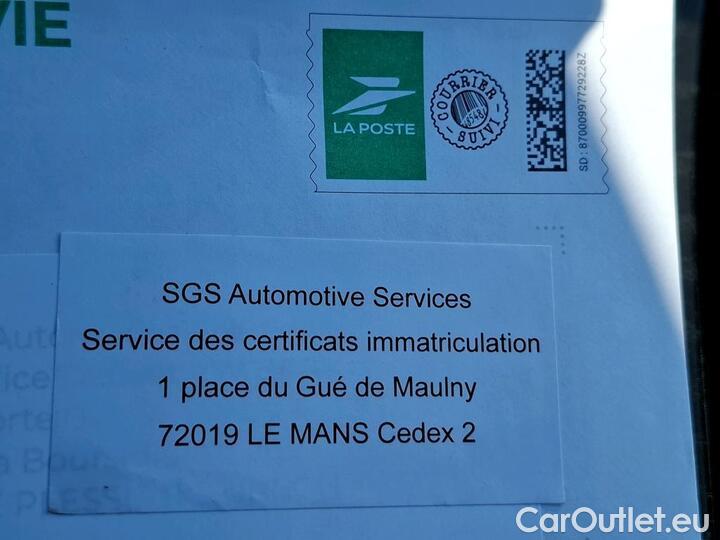 VIE
LA POSTE
COURRIER
SUIVI
SD : 87000997729228Z
SGS Automotive Services
Service des certificats immatriculation
1 place du Gué de Maulny
72019 LE MANS Cedex 2
CarOutlet.eu